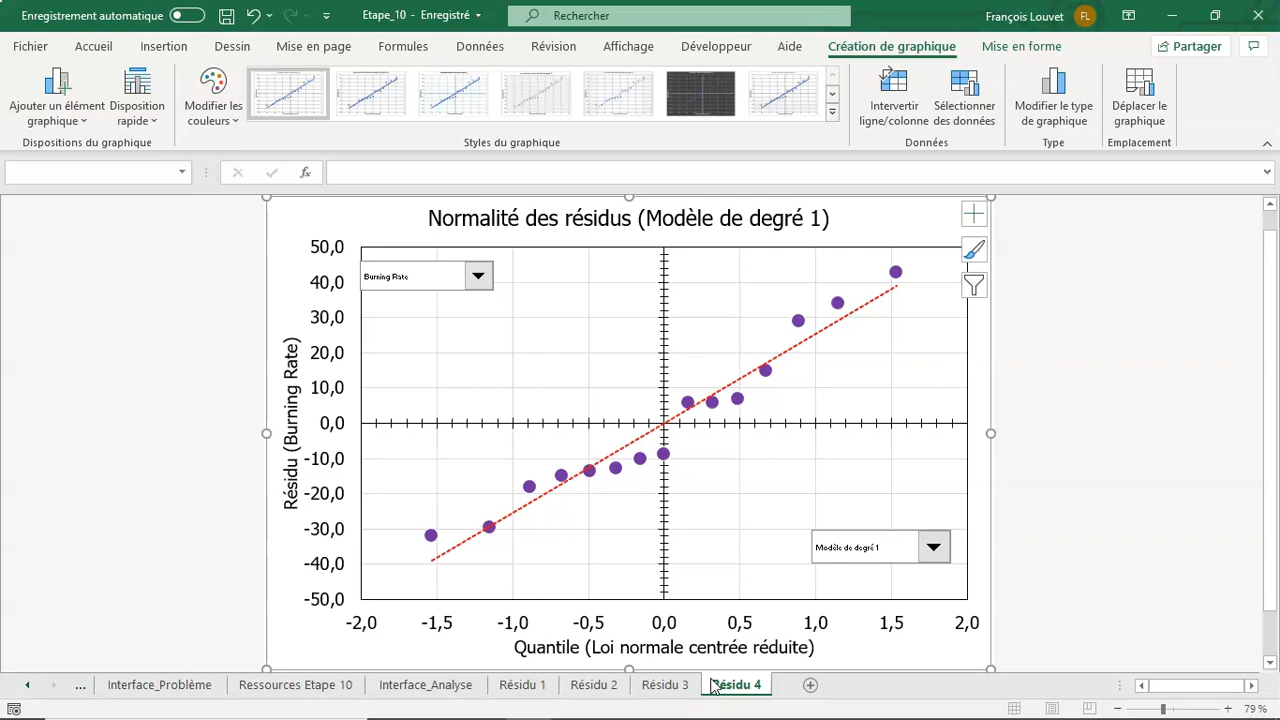 Enregistrement automatique
Etape_10 - Enregistré
Rechercher
François Louvet
FL
Fichier
Accueil
Insertion
Dessin
Mise en page
Formules
Données
Révision
Affichage
Développeur
Aide
Création de graphique
Mise en forme
Partager
Ajouter un élément
graphique
Disposition
rapide
Modifier les
couleurs
Intervertir
ligne/colonne
Sélectionner
des données
Modifier le type
de graphique
Déplacer le
graphique
Dispositions du graphique
Styles du graphique
Données
Type
Emplacement
fx
Normalité des résidus (Modèle de degré 1)
Burning Rate
50,0
40,0
30,0
20,0
10,0
0,0
-10,0
-20,0
-30,0
-40,0
-50,0
Résidu (Burning Rate)
Modèle de degré 1
-2,0
-1,5
-1,0
-0,5
0,0
0,5
1,0
1,5
2,0
Quantile (Loi normale centrée réduite)
...
Interface_Problème
Ressources Etape 10
Interface_Analyse
Résidu 1
Résidu 2
Résidu 3
Résidu 4
79 %